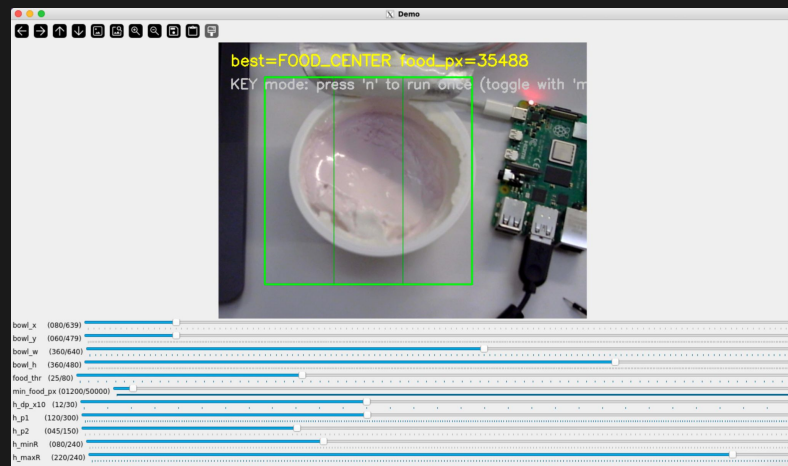 Demo
best=FOOD_CENTER food_px=35488
KEY mode: press 'n' to run once (toggle with 'm
bowl_x (080/639)
bowl_y (060/479)
bowl_w (360/640)
bowl_h (360/480)
food_thr (25/80)
min_food_px (01200/50000)
h_dp_x10 (12/30)
h_p1 (120/300)
h_p2 (045/150)
h_minR (080/240)
h_maxR (220/240)